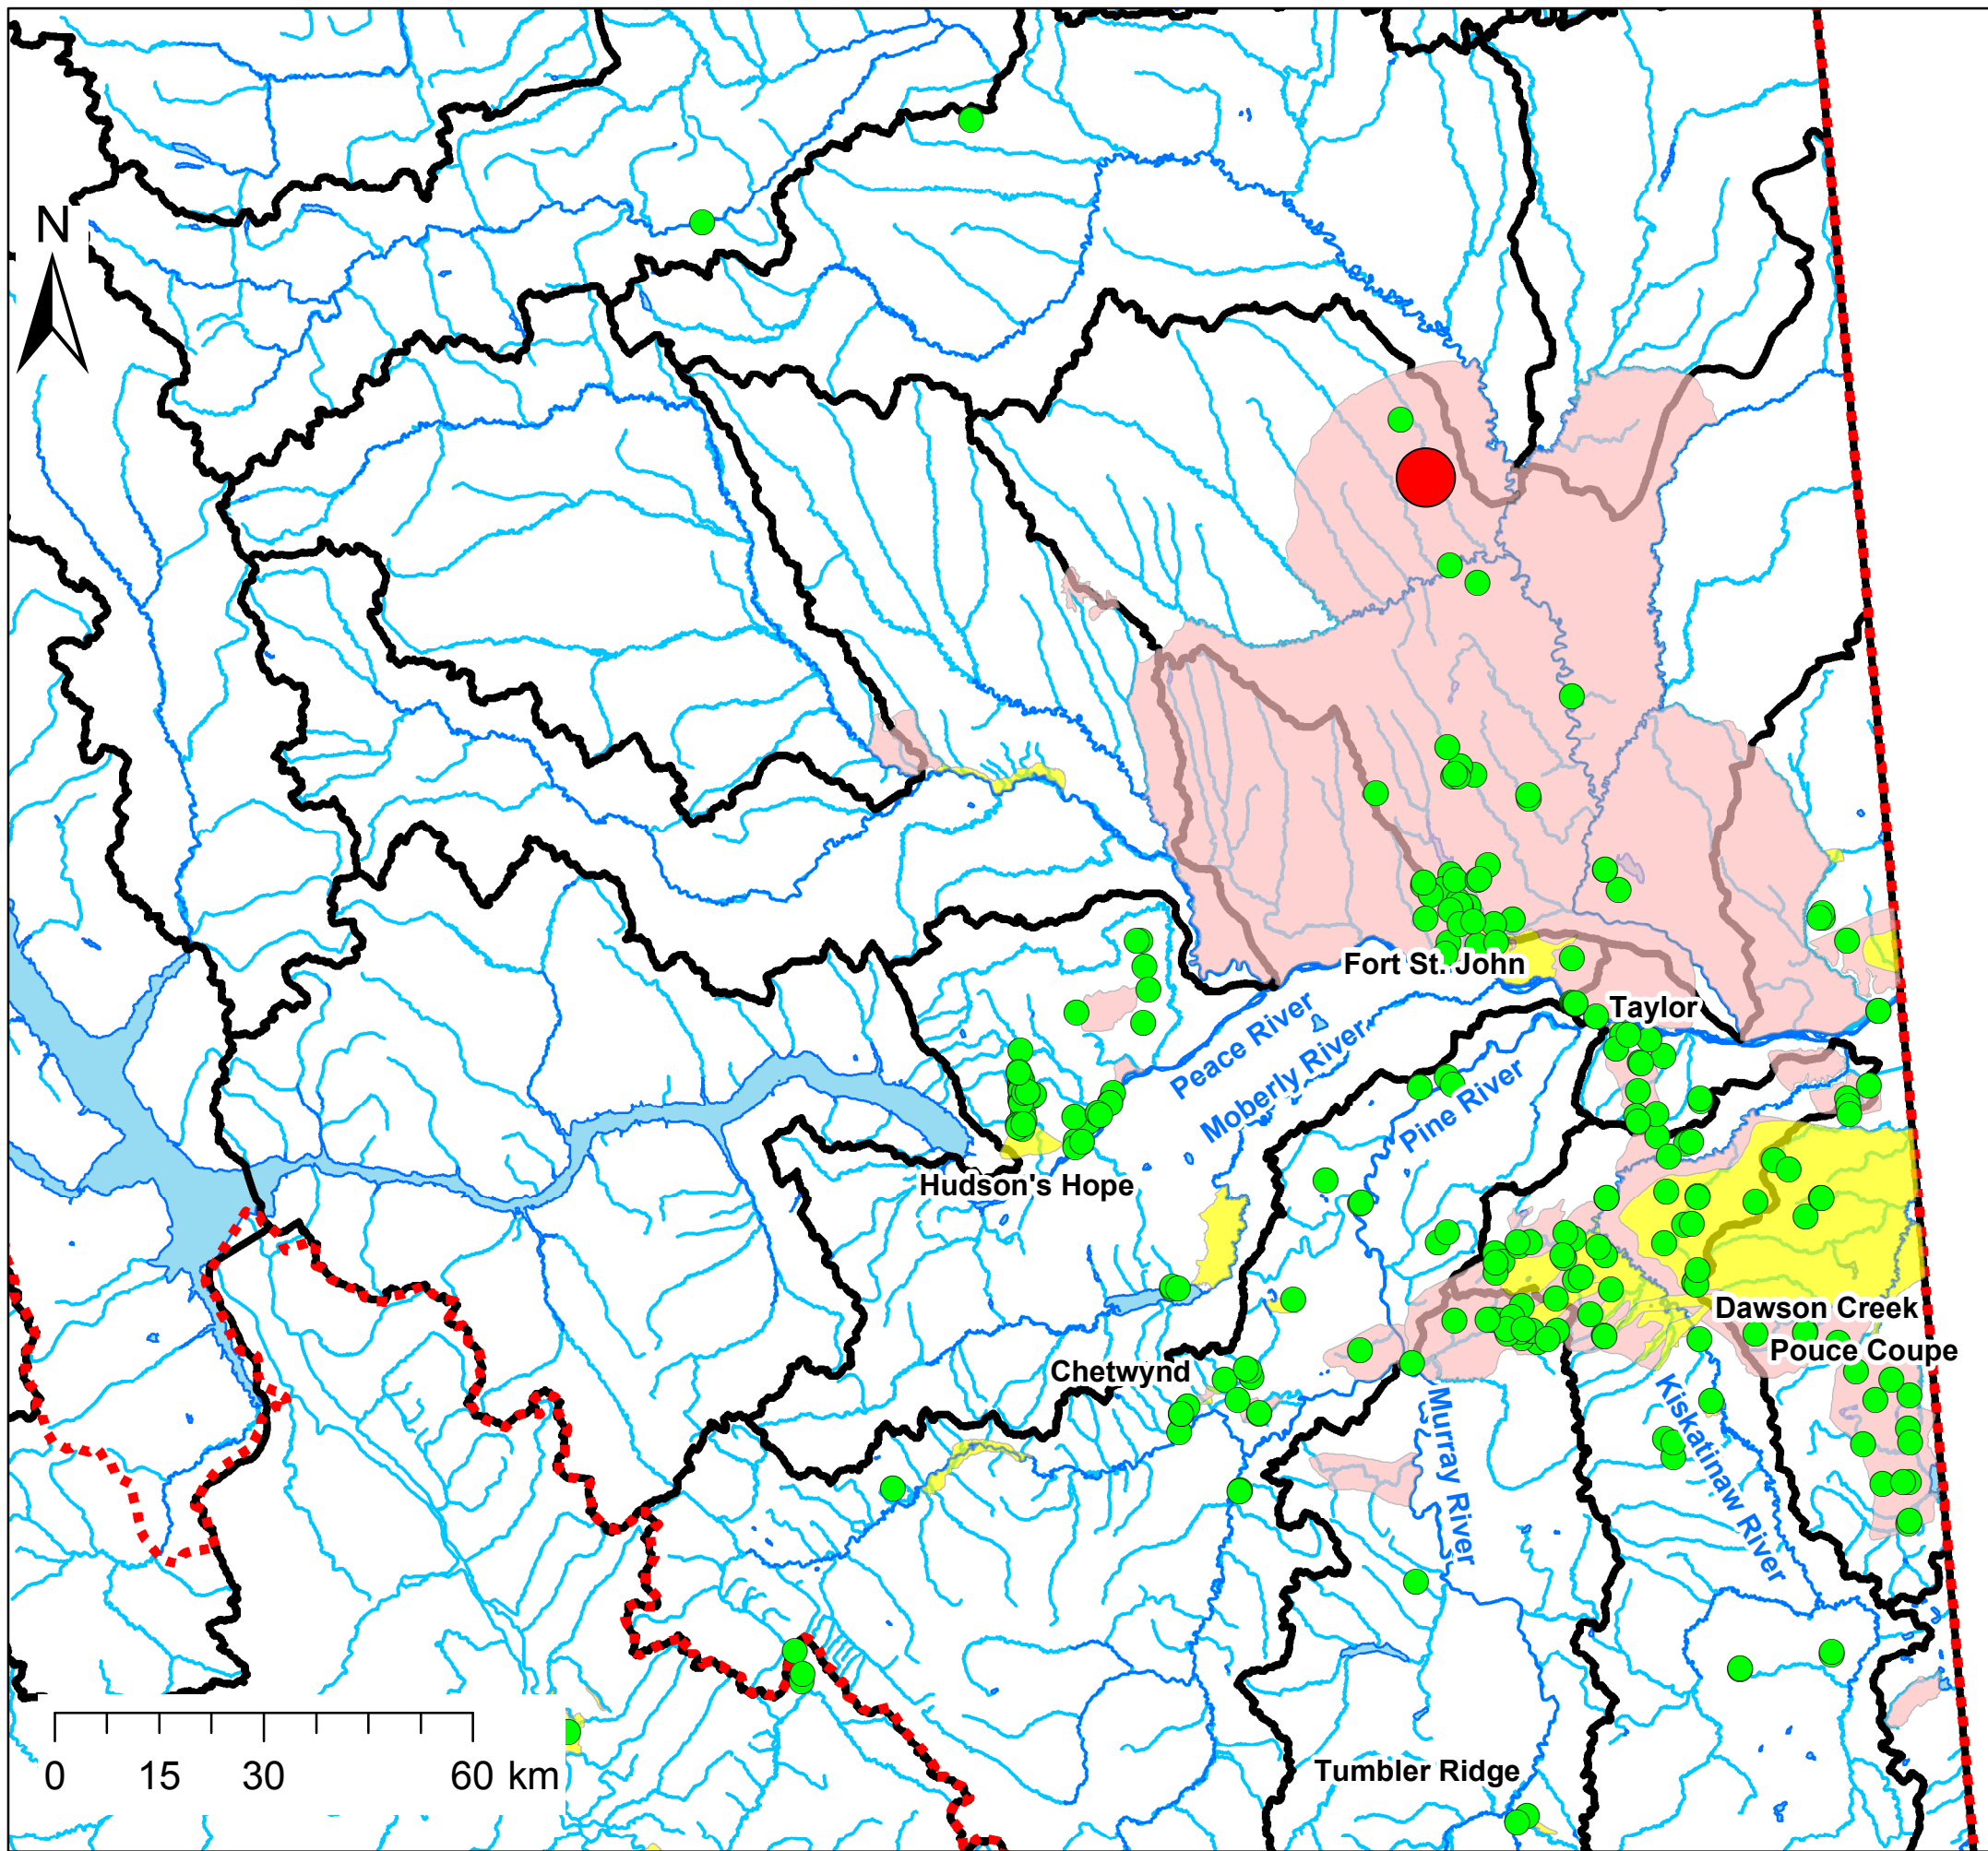 N
Fort St. John
Taylor
Peace River
Moberly River
Pine River
Hudson's Hope
Dawson Creek
Pouce Coupe
Chetwynd
Murray River
Kiskatinaw River
Tumbler Ridge
0 15 30 60 km